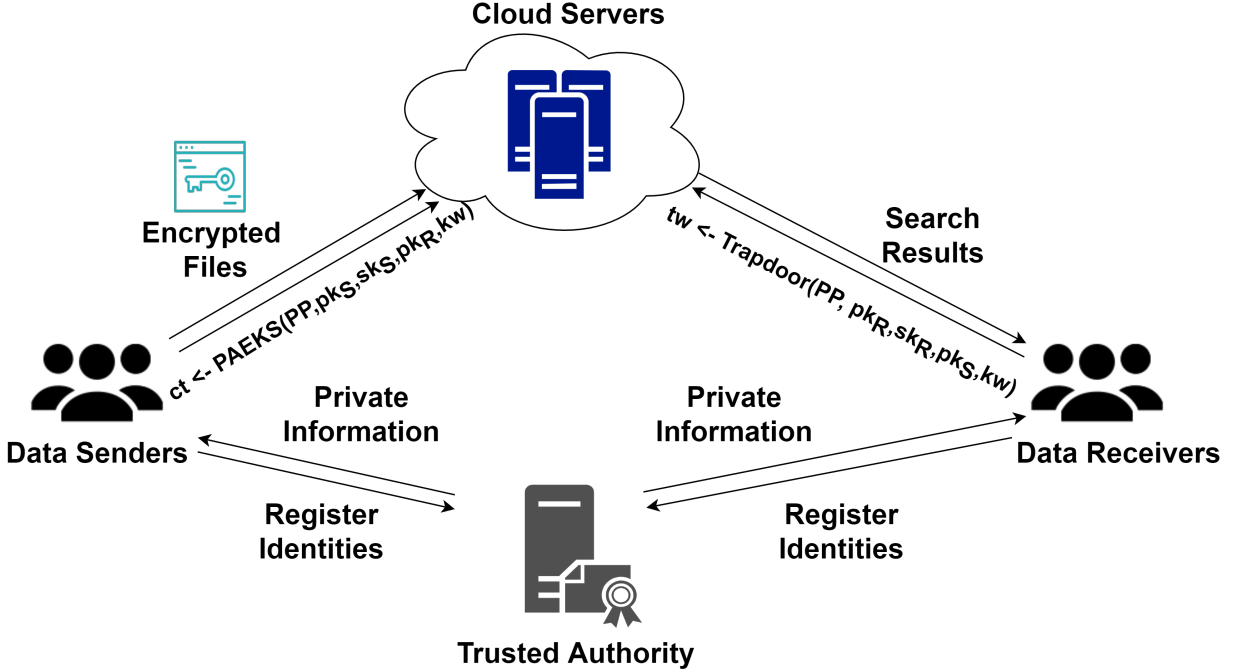 Cloud Servers
Encrypted
Files
ct <- PAEKS(PP,pkS,skS,pkR,kw)
tw <- Trapdoor(PP, pkR,skR,pkS,kw)
Search
Results
Data Senders
Private
Information
Private
Information
Data Receivers
Register
Identities
Register
Identities
Trusted Authority